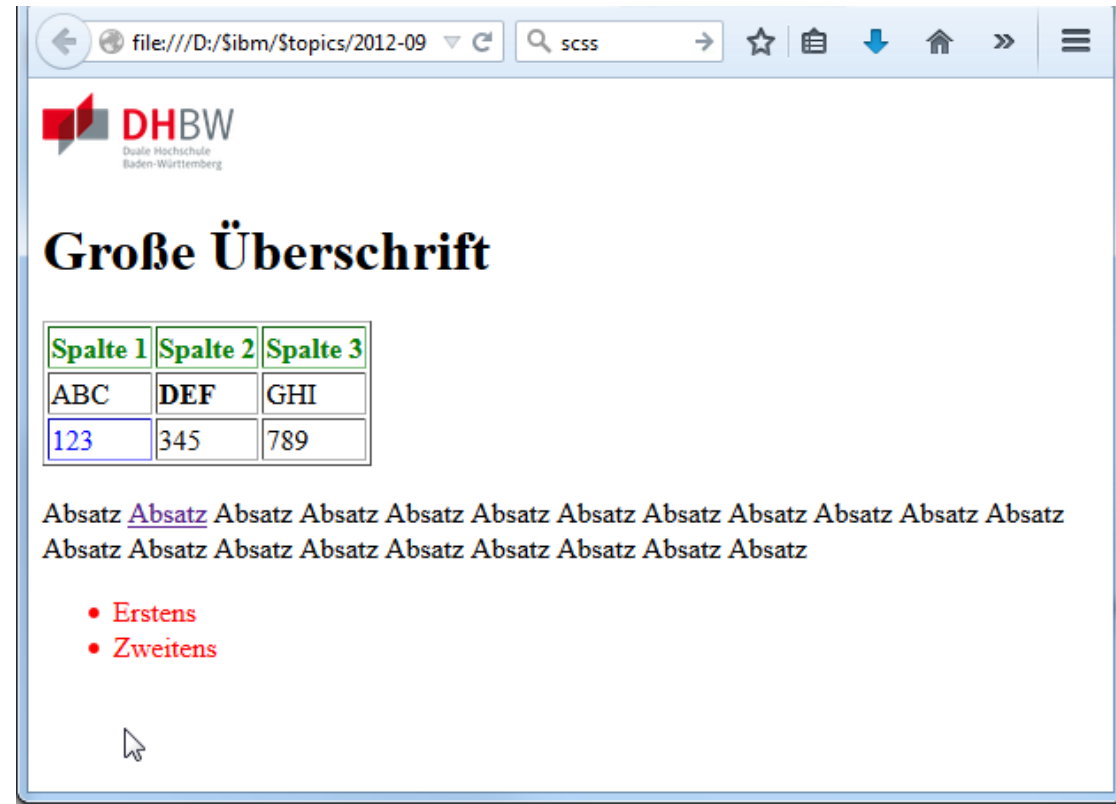 file:///D:/$ibm/$topics/2012-09 scss
DHBW
Duale Hochschule
Baden-Württemberg
Große Überschrift
Spalte 1 Spalte 2 Spalte 3
ABC DEF GHI
123 345 789
Absatz Absatz Absatz Absatz Absatz Absatz Absatz Absatz Absatz Absatz Absatz Absatz
Absatz Absatz Absatz Absatz Absatz Absatz Absatz Absatz Absatz
• Erstens
• Zweitens